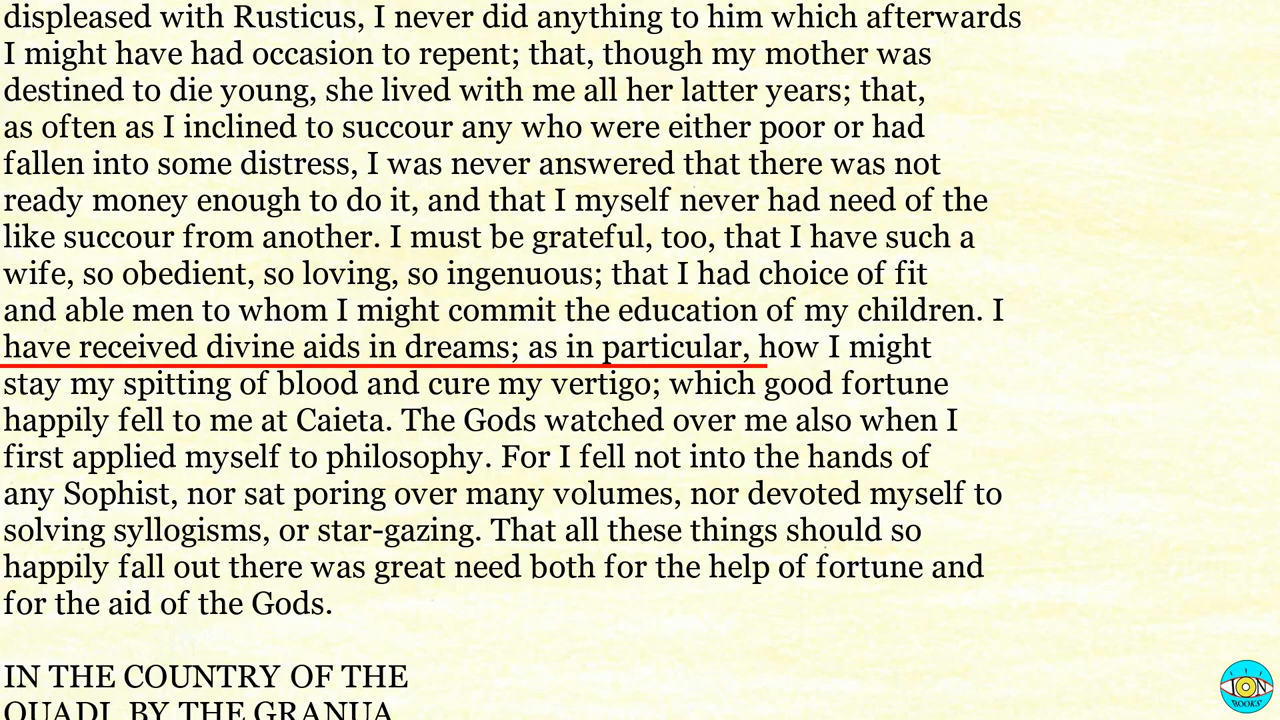 displeased with Rusticus, I never did anything to him which afterwards
I might have had occasion to repent; that, though my mother was
destined to die young, she lived with me all her latter years; that,
as often as I inclined to succour any who were either poor or had
fallen into some distress, I was never answered that there was not
ready money enough to do it, and that I myself never had need of the
like succour from another. I must be grateful, too, that I have such a
wife, so obedient, so loving, so ingenuous; that I had choice of fit
and able men to whom I might commit the education of my children. I
have received divine aids in dreams; as in particular, how I might
stay my spitting of blood and cure my vertigo; which good fortune
happily fell to me at Caieta. The Gods watched over me also when I
first applied myself to philosophy. For I fell not into the hands of
any Sophist, nor sat poring over many volumes, nor devoted myself to
solving syllogisms, or star-gazing. That all these things should so
happily fall out there was great need both for the help of fortune and
for the aid of the Gods.
IN THE COUNTRY OF THE
QUADI, BY THE GRANUA
ION
BOOKS